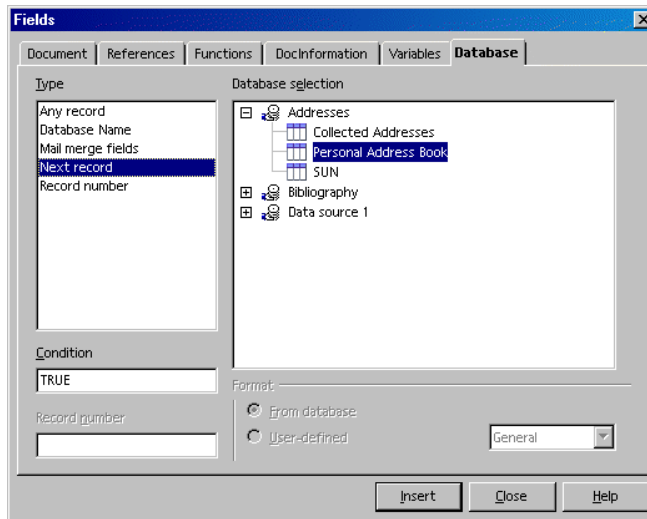 Fields
Document References Functions DocInformation Variables Database
Type
Any record
Database Name
Mail merge fields
Next record
Record number
Condition
TRUE
Record number
Database selection
Addresses
Collected Addresses
Personal Address Book
SUN
Bibliography
Data source 1
Format
From database
User-defined
General
Insert Close Help